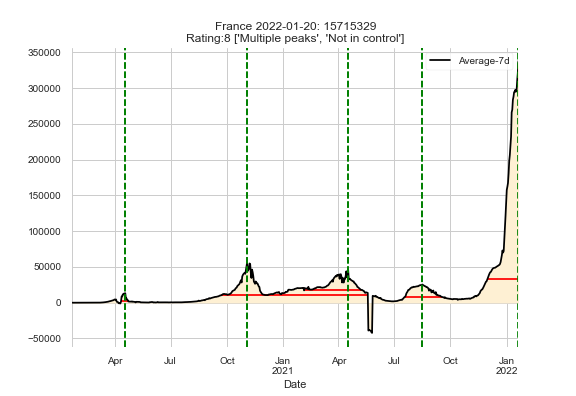 France 2022-01-20: 15715329
Rating:8 ['Multiple peaks', 'Not in control']
Average-7d
350000
300000
250000
200000
150000
100000
50000
0
−50000
Apr
Jul
Oct
Jan
2021
Apr
Jul
Oct
Jan
2022
Date